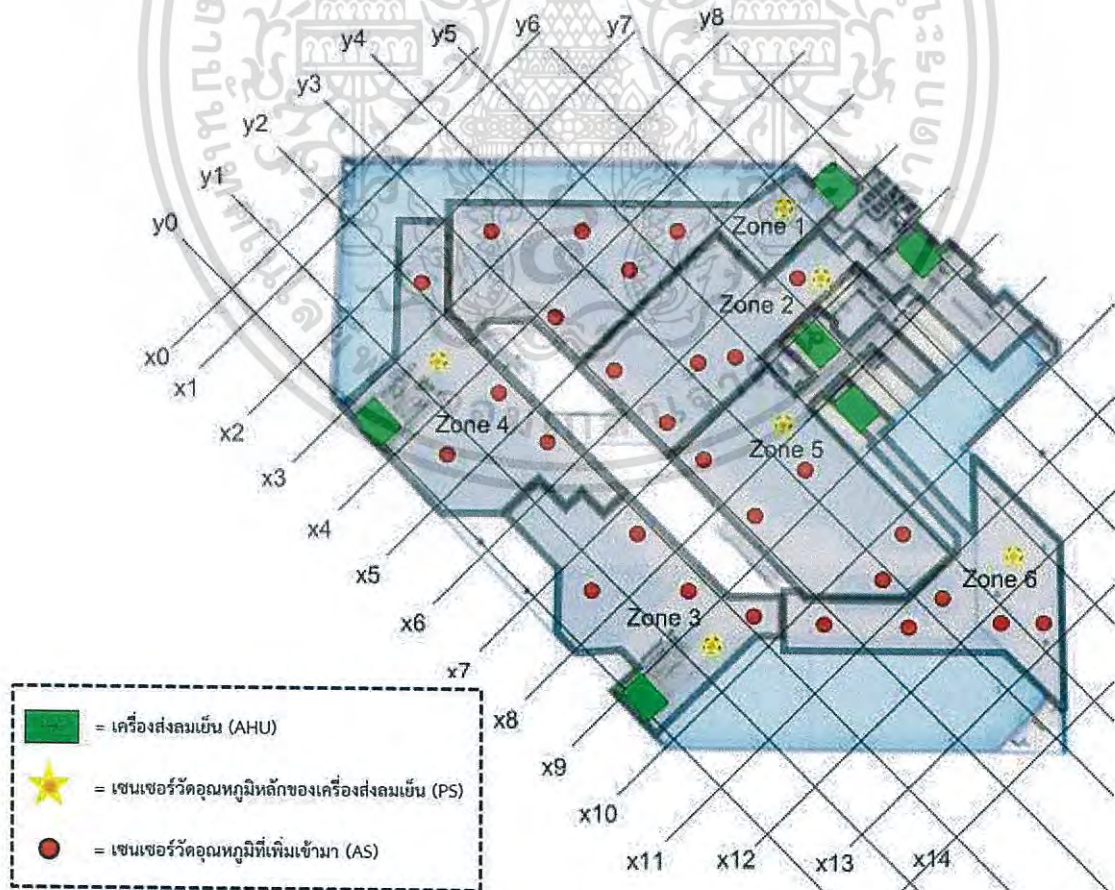 y8
y7
y6
y5
y4
y3
y2
y1
y0
x0
x1
x2
x3
x4
x5
x6
x7
x8
x9
x10
x11
x12
x13
x14
Zone 1
Zone 2
Zone 4
Zone 5
Zone 6
Zone 3
= เครื่องส่งลมเย็น (AHU)
= เซนเซอร์วัดอุณหภูมิหลักของเครื่องส่งลมเย็น (PS)
= เซนเซอร์วัดอุณหภูมิที่เพิ่มเข้ามา (AS)